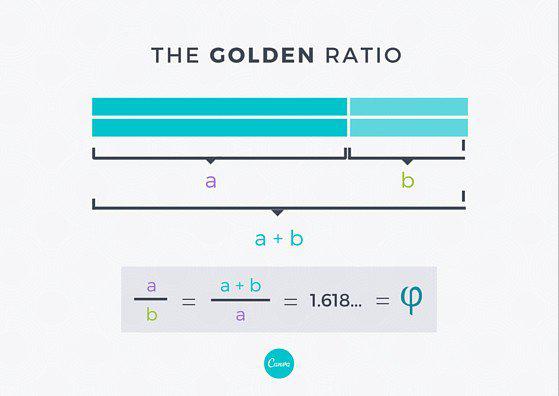 THE GOLDEN RATIO
a
b
a + b
a/b = a + b/a = 1.618... = φ
Canva